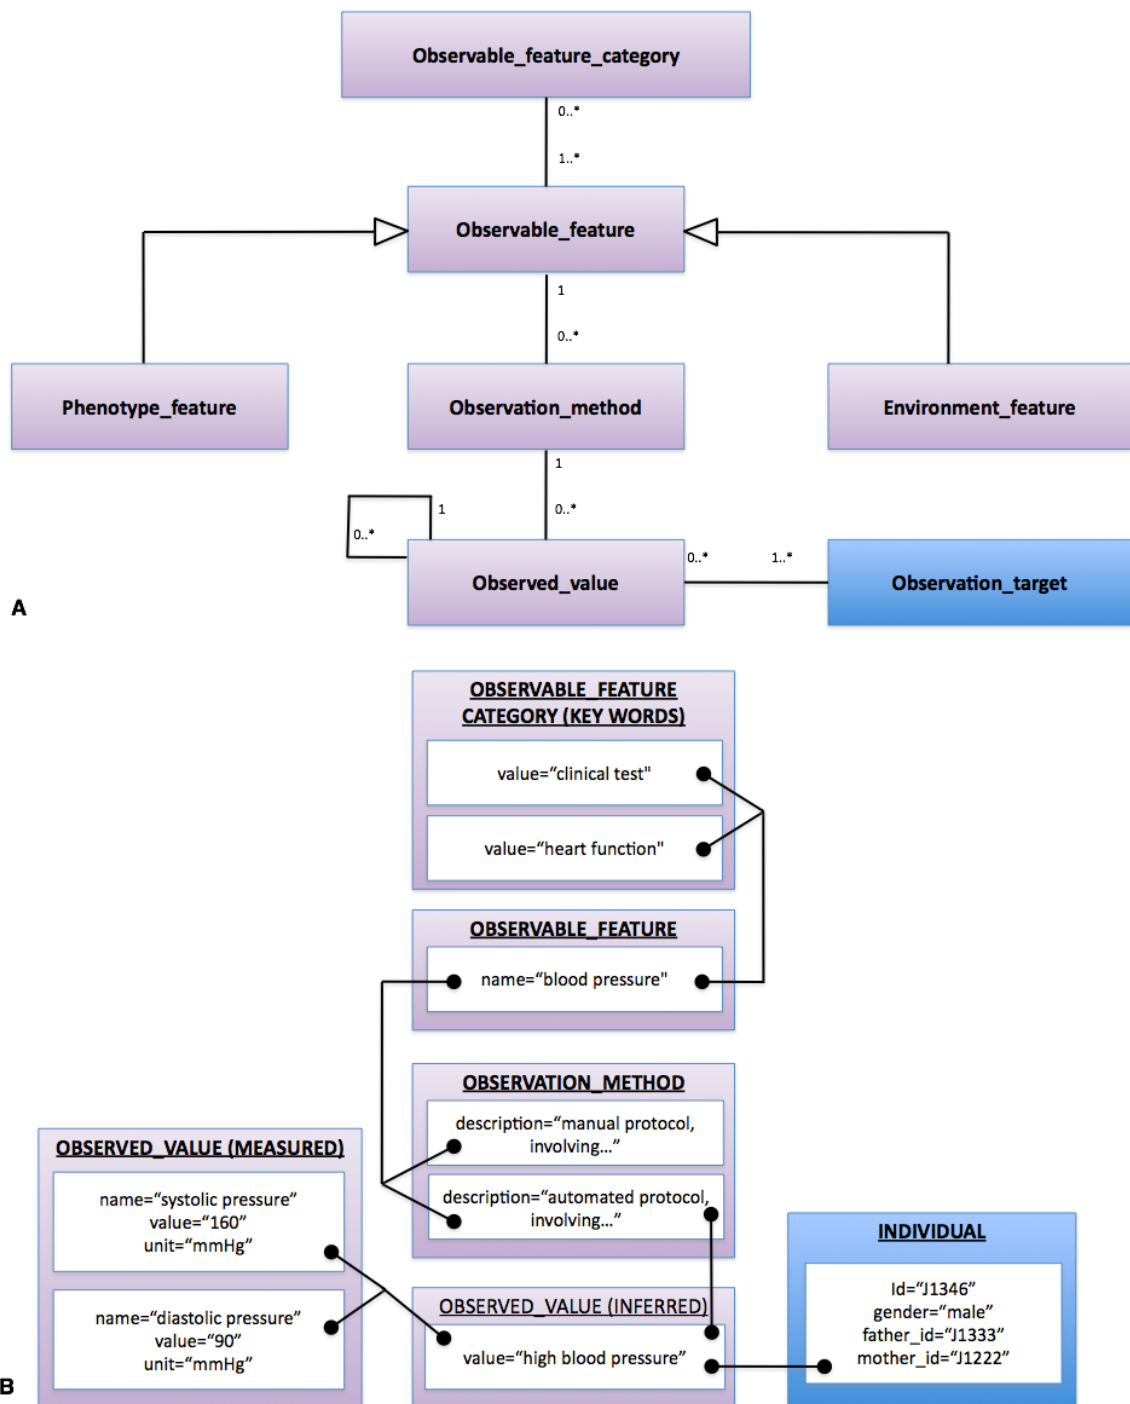 Observable_feature_category
0..*
1..*
Observable_feature
1
0..*
Phenotype_feature
Observation_method
Environment_feature
1
0..*
1
0..*
Observed_value
0..*
1..*
Observation_target
A
OBSERVABLE_FEATURE
CATEGORY (KEY WORDS)
value=“clinical test"
value=“heart function"
OBSERVABLE_FEATURE
name=“blood pressure"
OBSERVATION_METHOD
description=“manual protocol,
involving...”
description=“automated protocol,
involving...”
OBSERVED_VALUE (MEASURED)
name=“systolic pressure”
value=“160”
unit=“mmHg”
name=“diastolic pressure”
value=“90”
unit=“mmHg”
OBSERVED_VALUE (INFERRED)
value=“high blood pressure”
INDIVIDUAL
Id=“J1346”
gender=“male”
father_id=“J1333”
mother_id=“J1222”
B